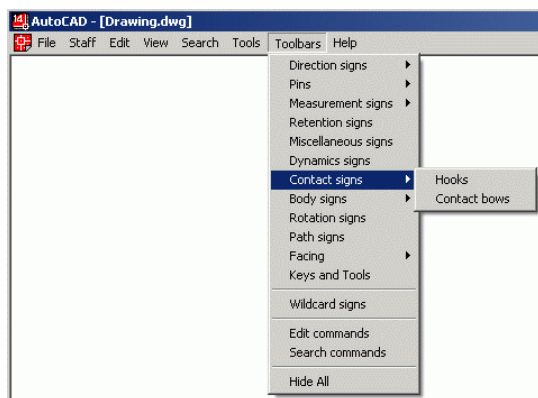 14 AutoCAD - [Drawing.dwg]
File Staff Edit View Search Tools Toolbars Help
Direction signs
Pins
Measurement signs
Retention signs
Miscellaneous signs
Dynamics signs
Contact signs
Hooks
Body signs
Contact bows
Rotation signs
Path signs
Facing
Keys and Tools
Wildcard signs
Edit commands
Search commands
Hide All